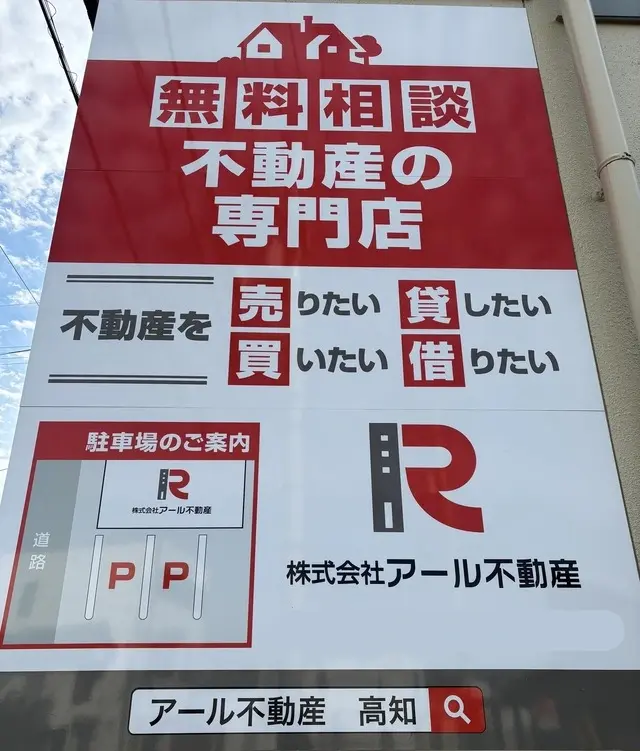 無料相談
不動産の
専門店
不動産を
売りたい
貸したい
買いたい
借りたい
駐車場のご案内
R
株式会社アール不動産
道路
P P
R
株式会社アール不動産
アール不動産 高知